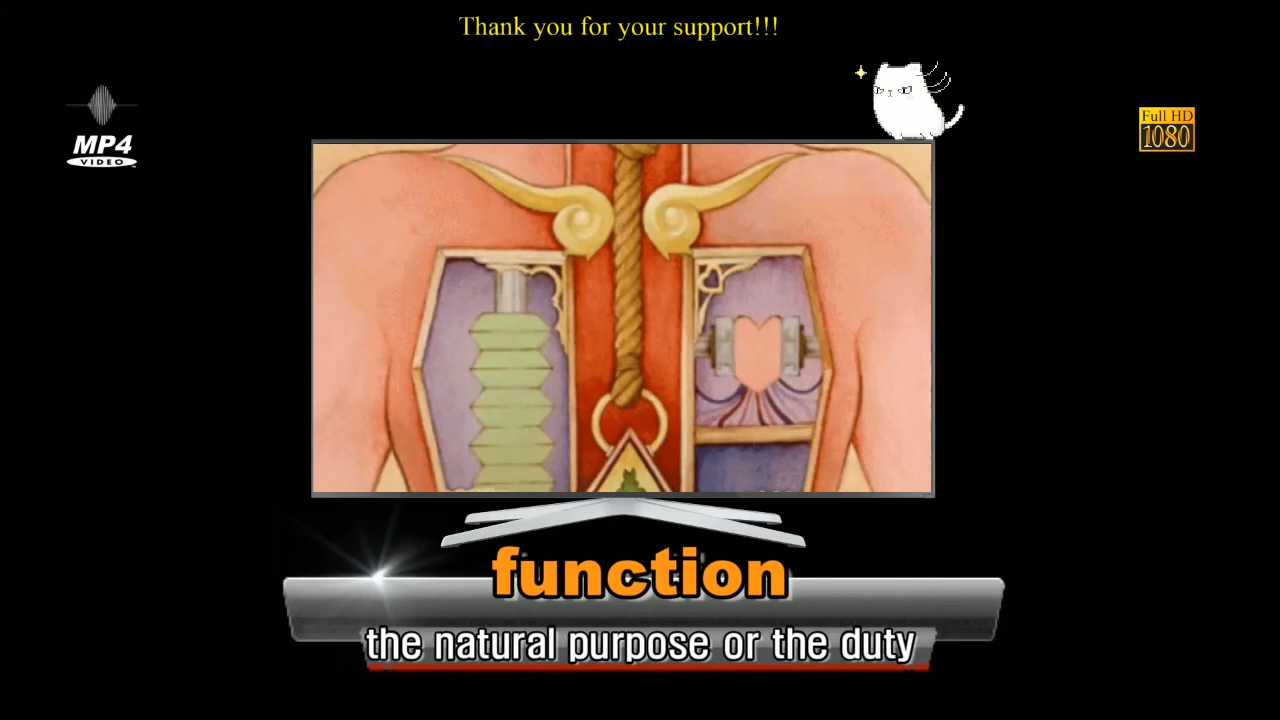 Thank you for your support!!!
MP4
VIDEO
Full HD
1080
function
the natural purpose or the duty